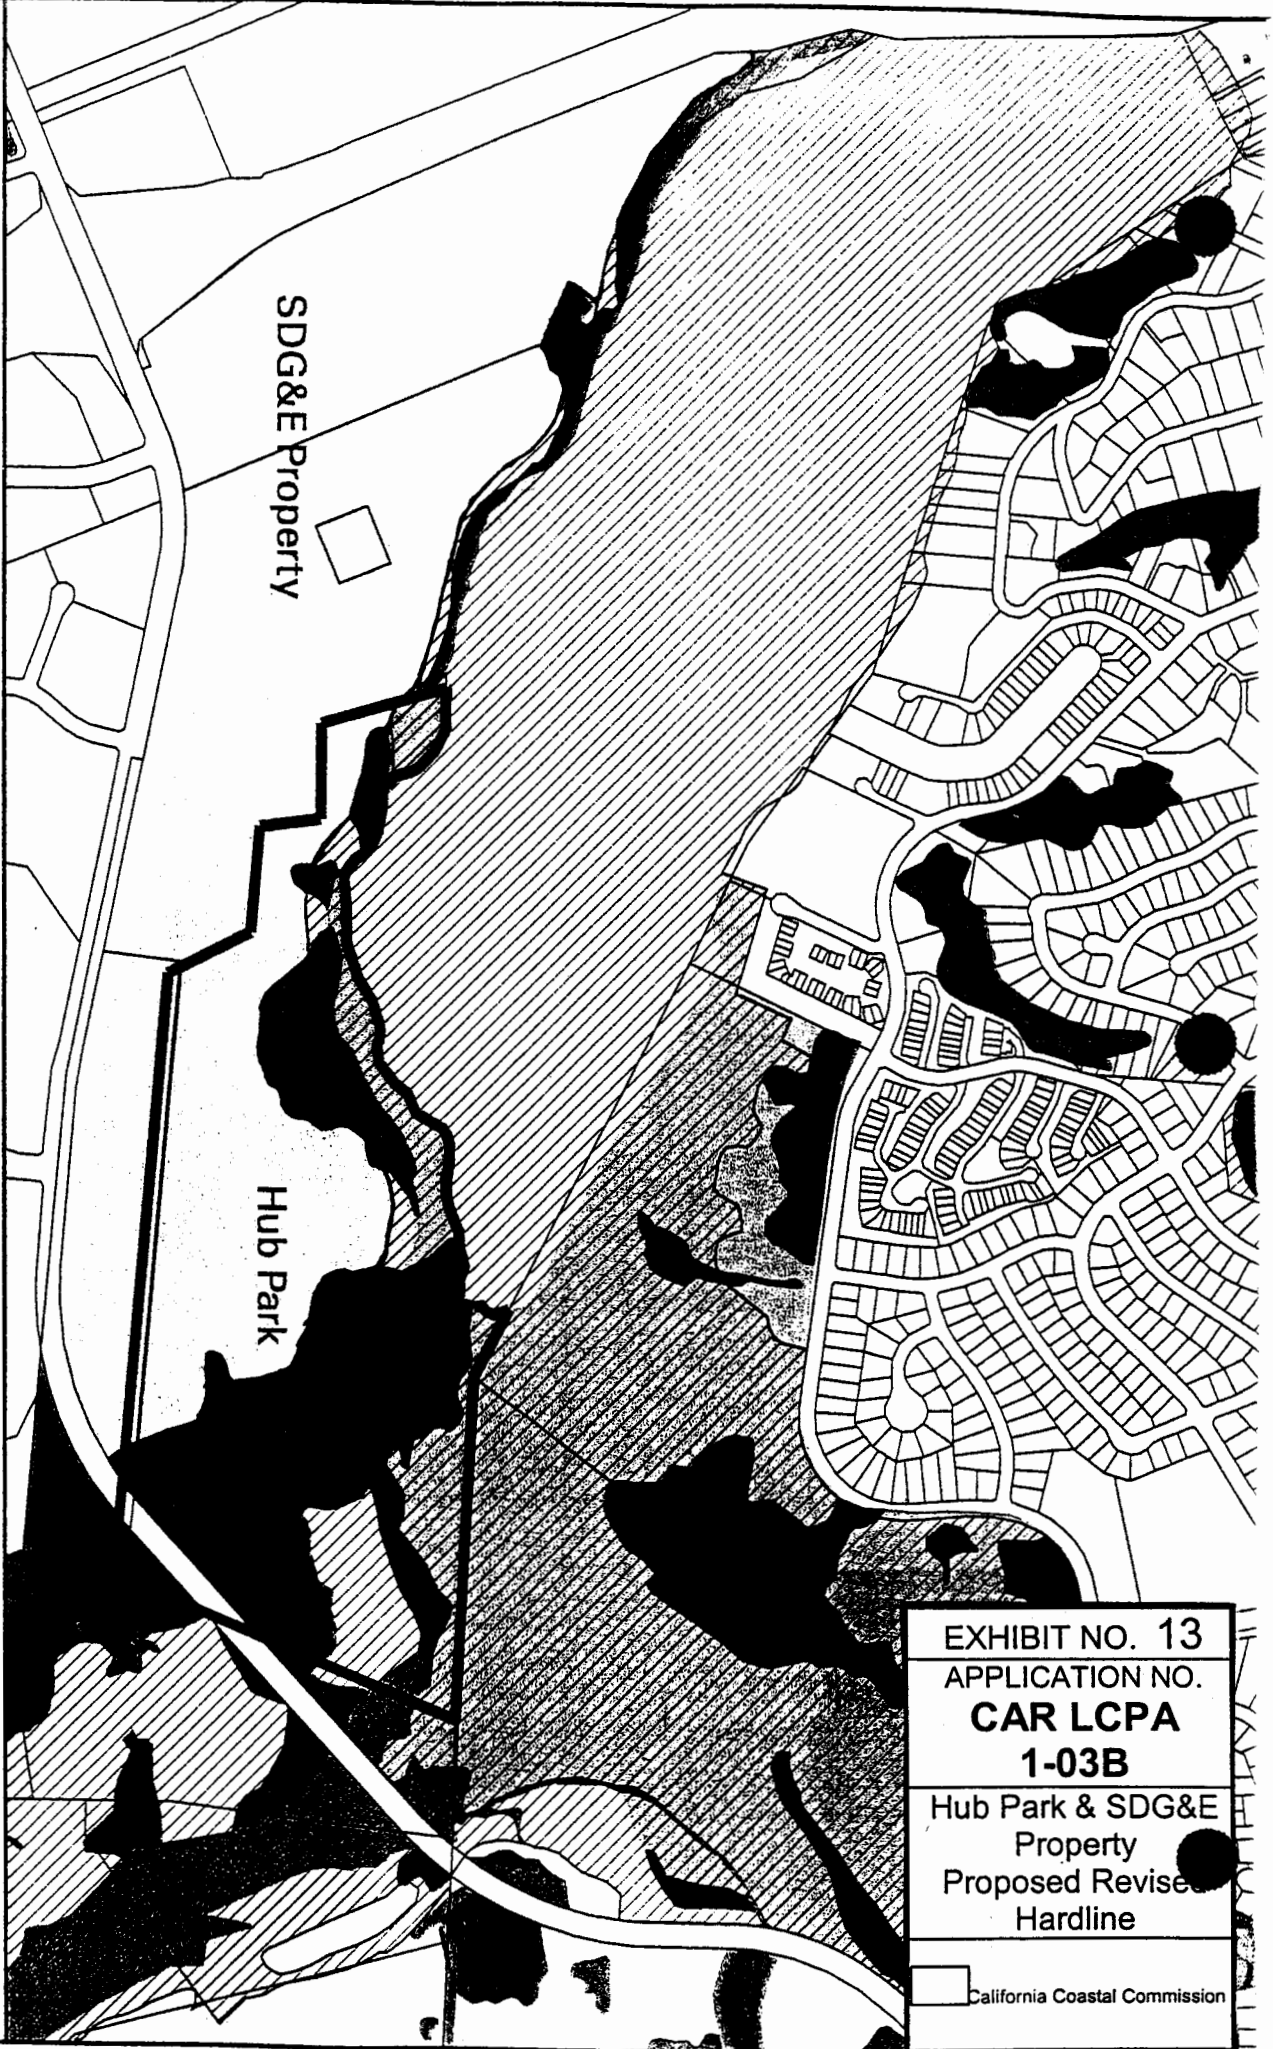 SDG&E Property
Hub Park
EXHIBIT NO. 13
APPLICATION NO.
CAR LCPA
1-03B
Hub Park & SDG&E
Property
Proposed Revised
Hardline
California Coastal Commission